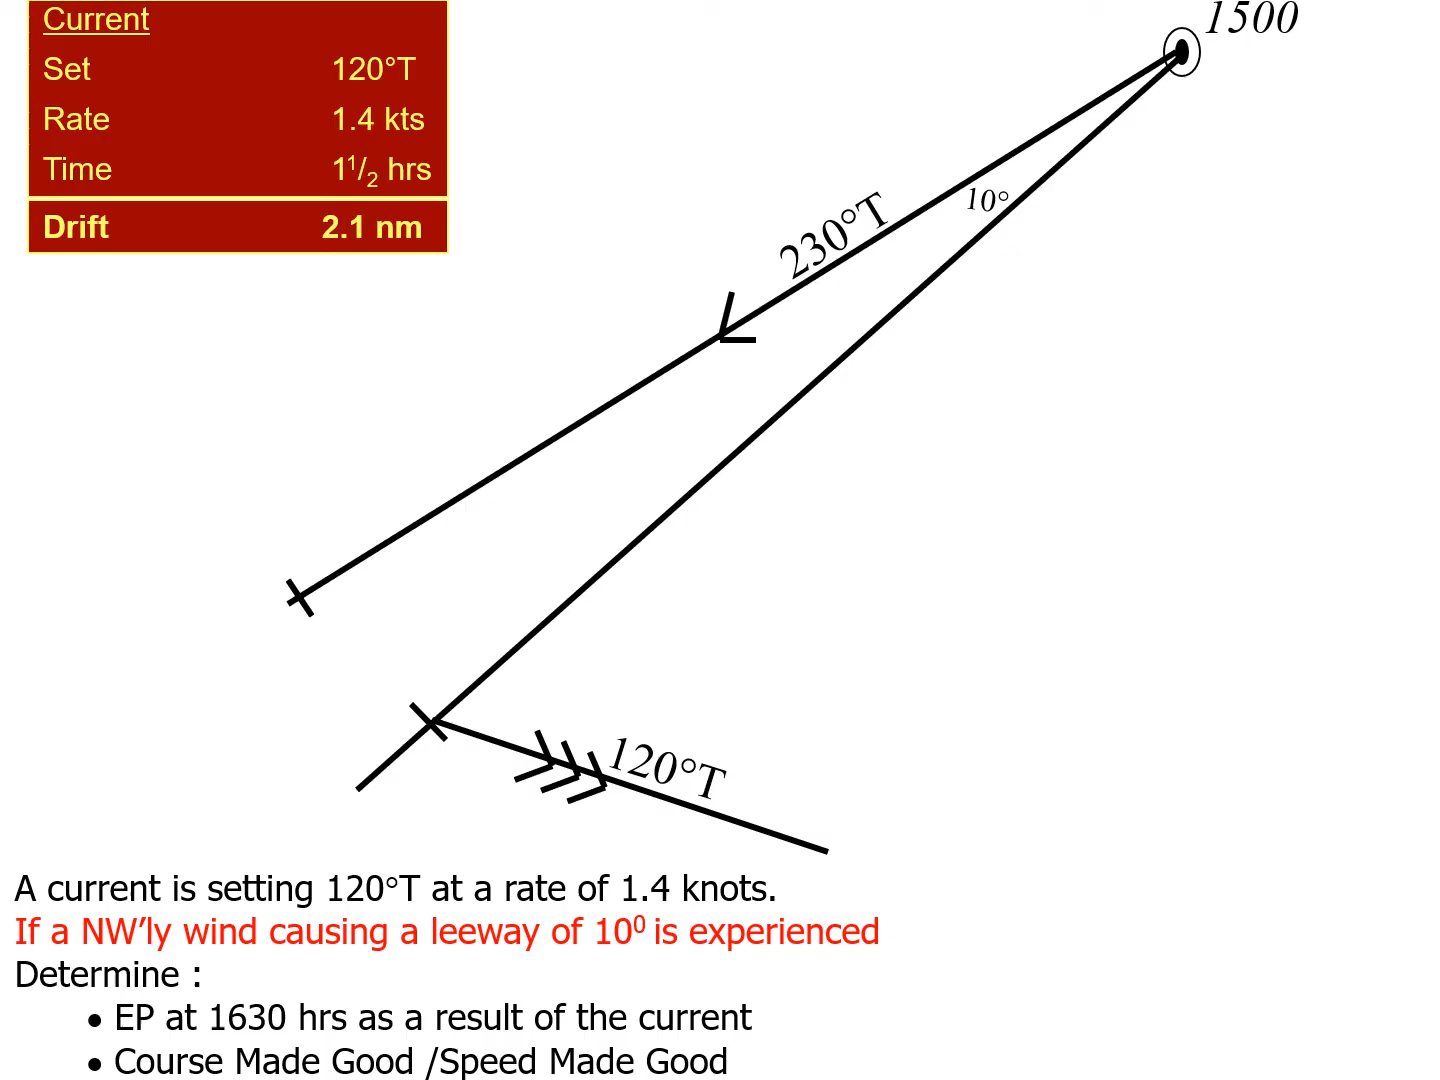 Current
Set 120°T
Rate 1.4 kts
Time 1 1/2 hrs
Drift 2.1 nm
1500
10°
230°T
120°T
A current is setting 120°T at a rate of 1.4 knots.
If a NW’ly wind causing a leeway of 10⁰ is experienced
Determine :
• EP at 1630 hrs as a result of the current
• Course Made Good /Speed Made Good